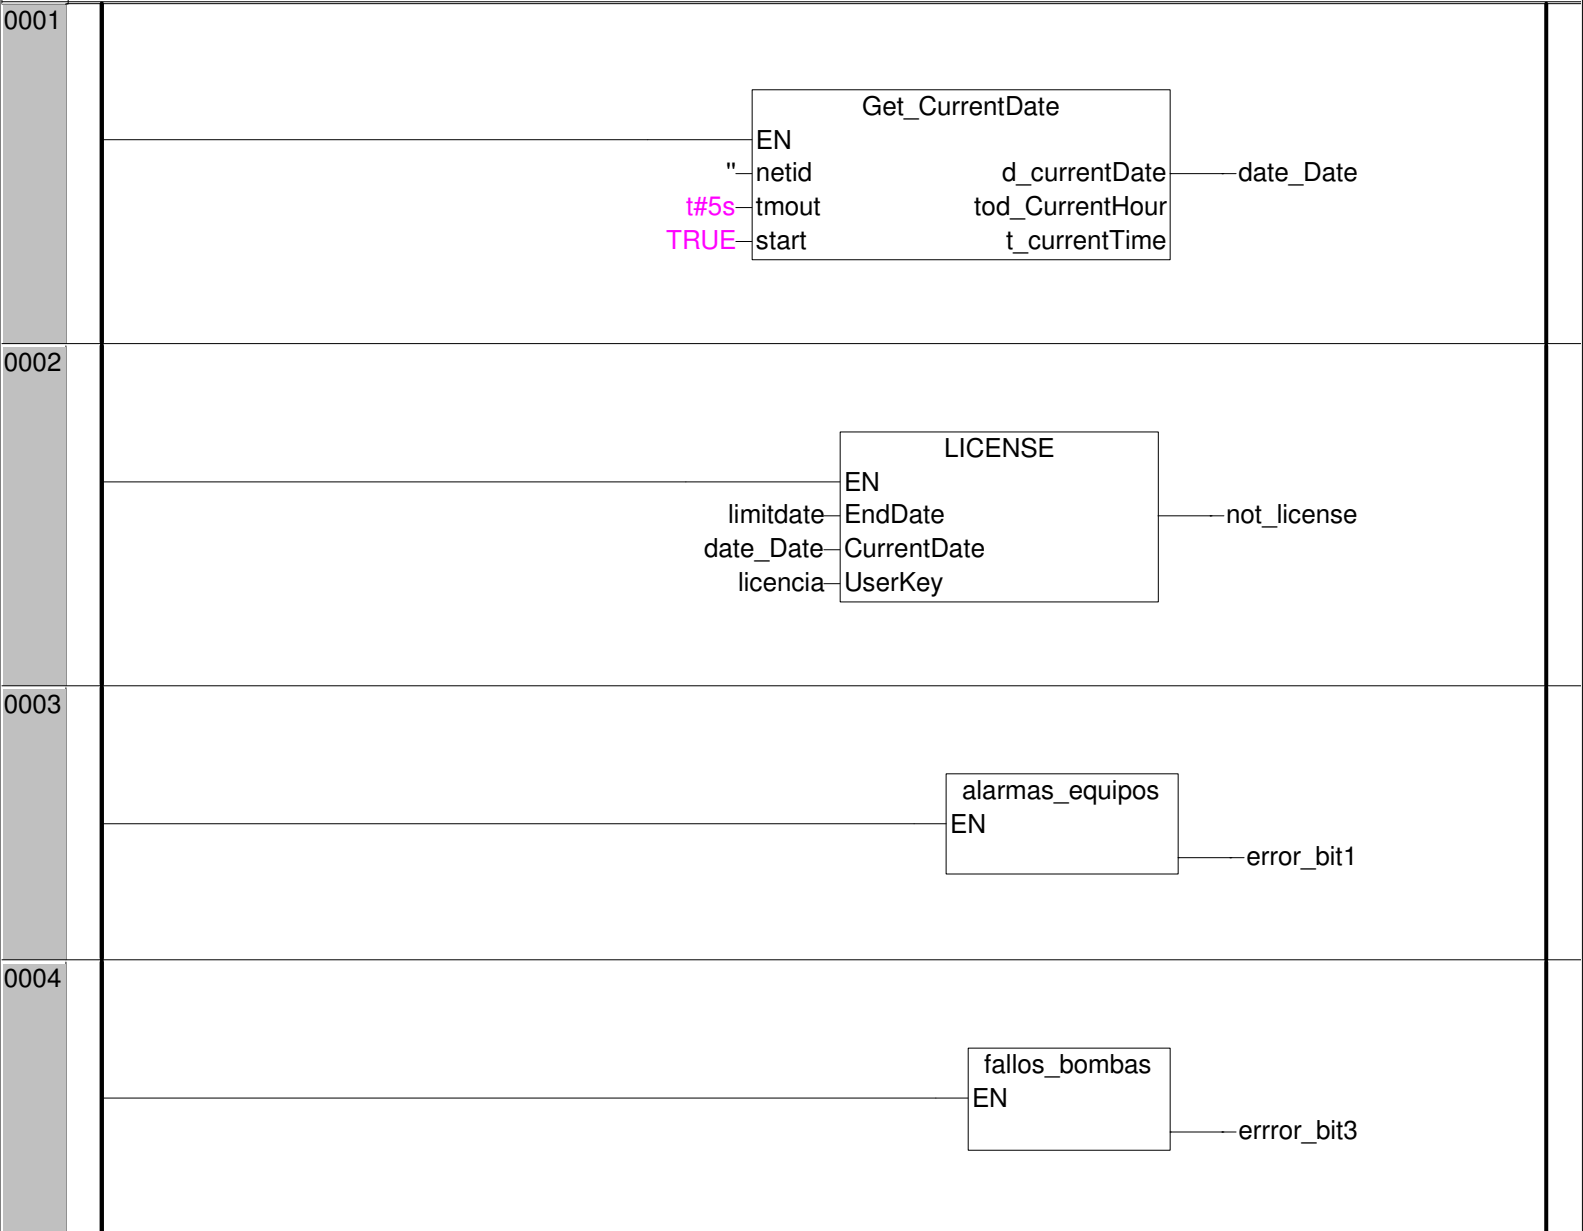 0001
Get_CurrentDate
EN
'' netid d_currentDate date_Date
t#5s tmout tod_CurrentHour
TRUE start t_currentTime
0002
LICENSE
EN
limitdate EndDate not_license
date_Date CurrentDate
licencia UserKey
0003
alarmas_equipos
EN
error_bit1
0004
fallos_bombas
EN
errror_bit3